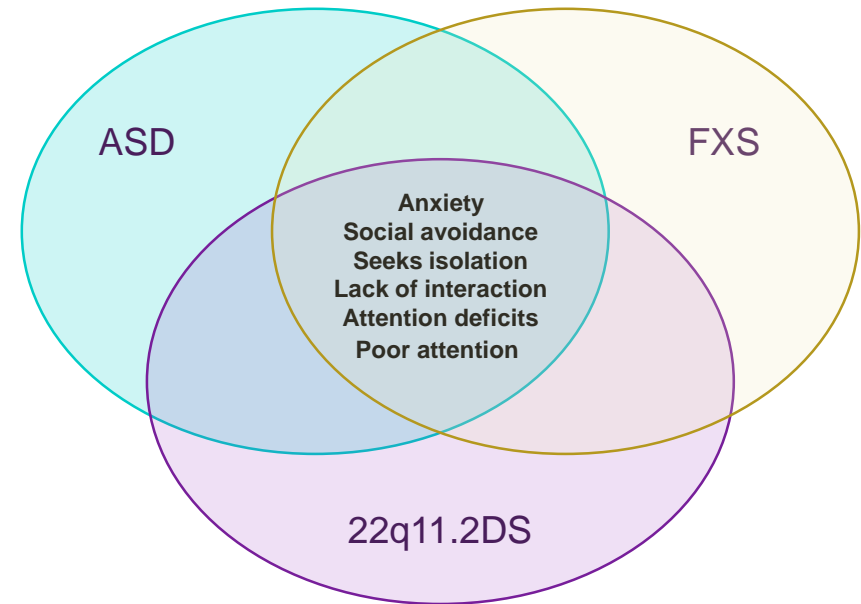 ASD
FXS
Anxiety
Social avoidance
Seeks isolation
Lack of interaction
Attention deficits
Poor attention
22q11.2DS